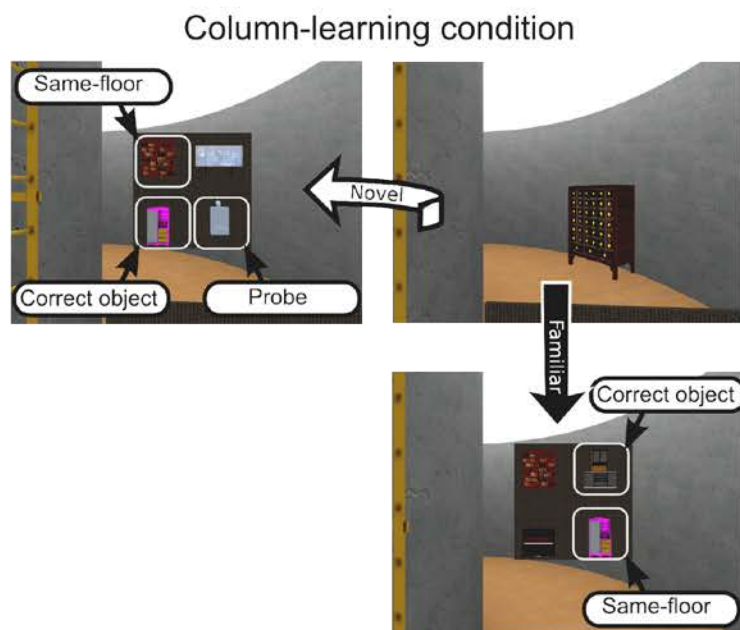 Column-learning condition
Same-floor
Novel
Correct object
Probe
Familiar
Correct object
Same-floor